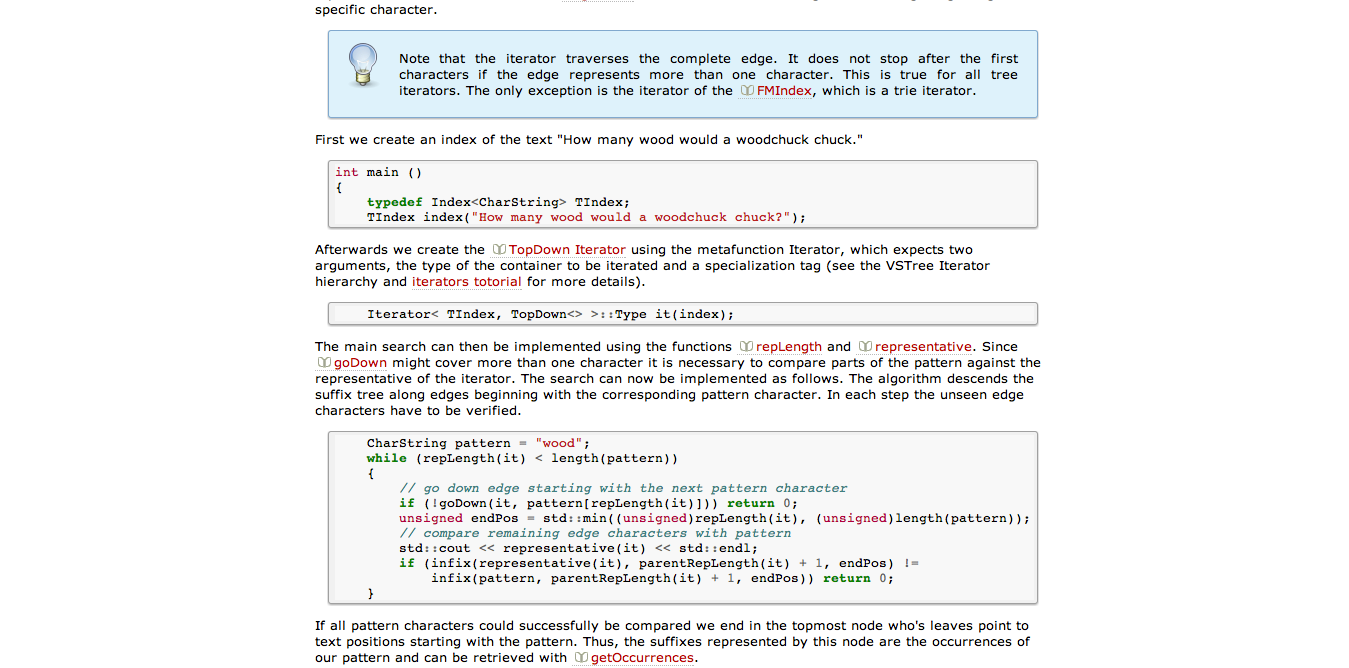 specific character.
Note that the iterator traverses the complete edge. It does not stop after the first
characters if the edge represents more than one character. This is true for all tree
iterators. The only exception is the iterator of the FMIndex, which is a trie iterator.
First we create an index of the text "How many wood would a woodchuck chuck."
int main ()
{
    typedef Index<CharString> TIndex;
    TIndex index("How many wood would a woodchuck chuck?");
Afterwards we create the TopDown Iterator using the metafunction Iterator, which expects two
arguments, the type of the container to be iterated and a specialization tag (see the VSTree Iterator
hierarchy and iterators totorial for more details).
    Iterator< TIndex, TopDown<> >::Type it(index);
The main search can then be implemented using the functions repLength and representative. Since
goDown might cover more than one character it is necessary to compare parts of the pattern against the
representative of the iterator. The search can now be implemented as follows. The algorithm descends the
suffix tree along edges beginning with the corresponding pattern character. In each step the unseen edge
characters have to be verified.
    CharString pattern = "wood";
    while (repLength(it) < length(pattern))
    {
        // go down edge starting with the next pattern character
        if (!goDown(it, pattern[repLength(it)])) return 0;
        unsigned endPos = std::min((unsigned)repLength(it), (unsigned)length(pattern));
        // compare remaining edge characters with pattern
        std::cout << representative(it) << std::endl;
        if (infix(representative(it), parentRepLength(it) + 1, endPos) !=
            infix(pattern, parentRepLength(it) + 1, endPos)) return 0;
    }
If all pattern characters could successfully be compared we end in the topmost node who's leaves point to
text positions starting with the pattern. Thus, the suffixes represented by this node are the occurrences of
our pattern and can be retrieved with getOccurrences.